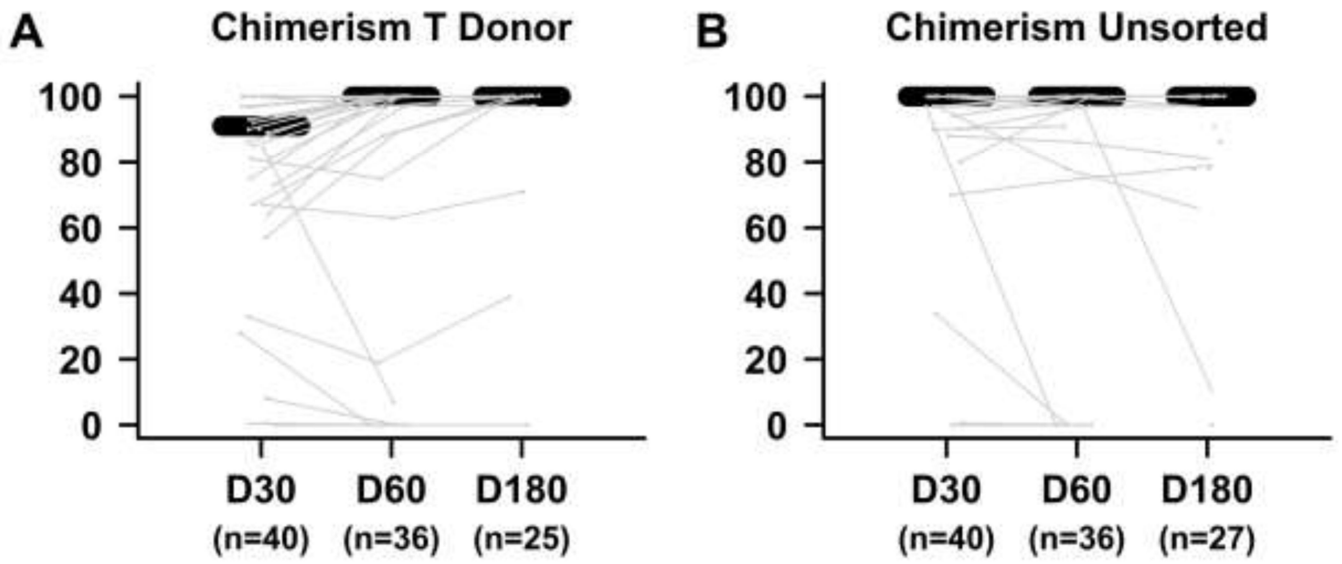 A Chimerism T Donor
100
80
60
40
20
0
D30 D60 D180
(n=40) (n=36) (n=25)
B Chimerism Unsorted
100
80
60
40
20
0
D30 D60 D180
(n=40) (n=36) (n=27)